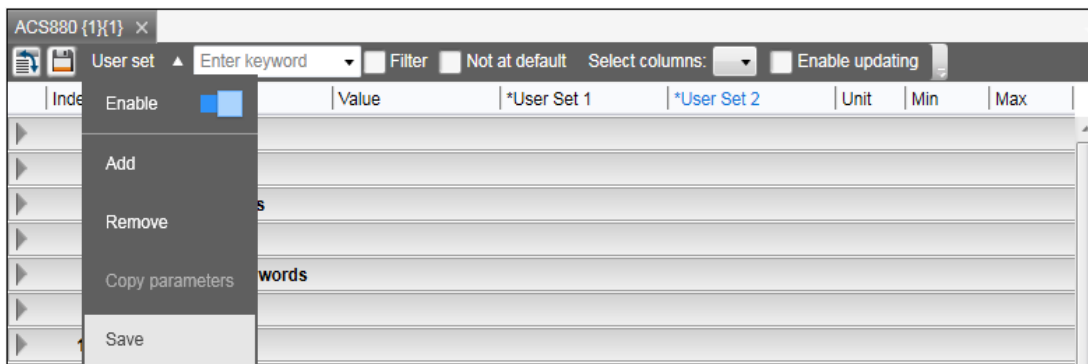 ACS880 {1}{1} ×
User set ▲ Enter keyword Filter Not at default Select columns: Enable updating
Value *User Set 1 *User Set 2 Unit Min Max
Enable
Add
Remove
Copy parameters words
Save